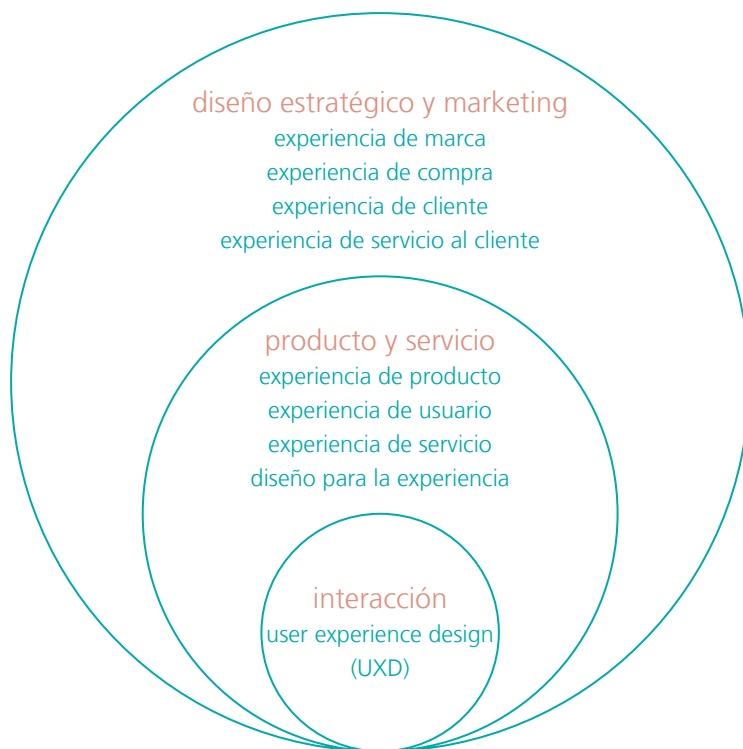 diseño estratégico y marketing
experiencia de marca
experiencia de compra
experiencia de cliente
experiencia de servicio al cliente
producto y servicio
experiencia de producto
experiencia de usuario
experiencia de servicio
diseño para la experiencia
interacción
user experience design
(UXD)